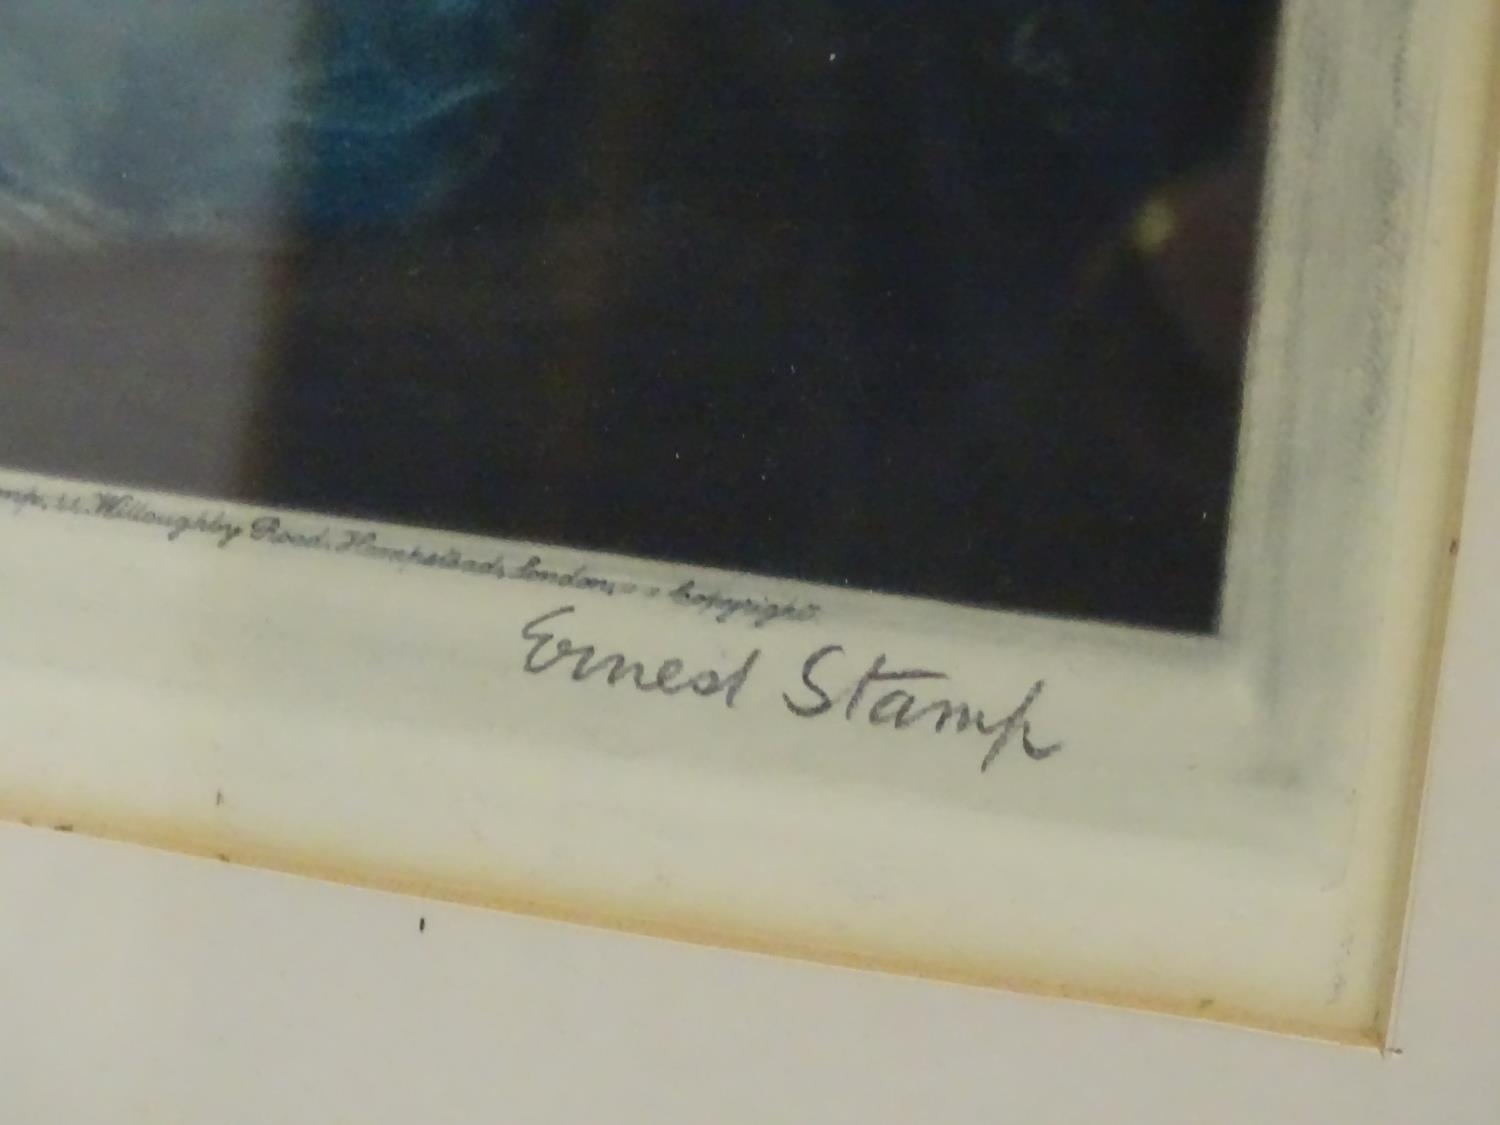 Willoughby Road, Hampstead, London, Copyright.
Ernest Stamp